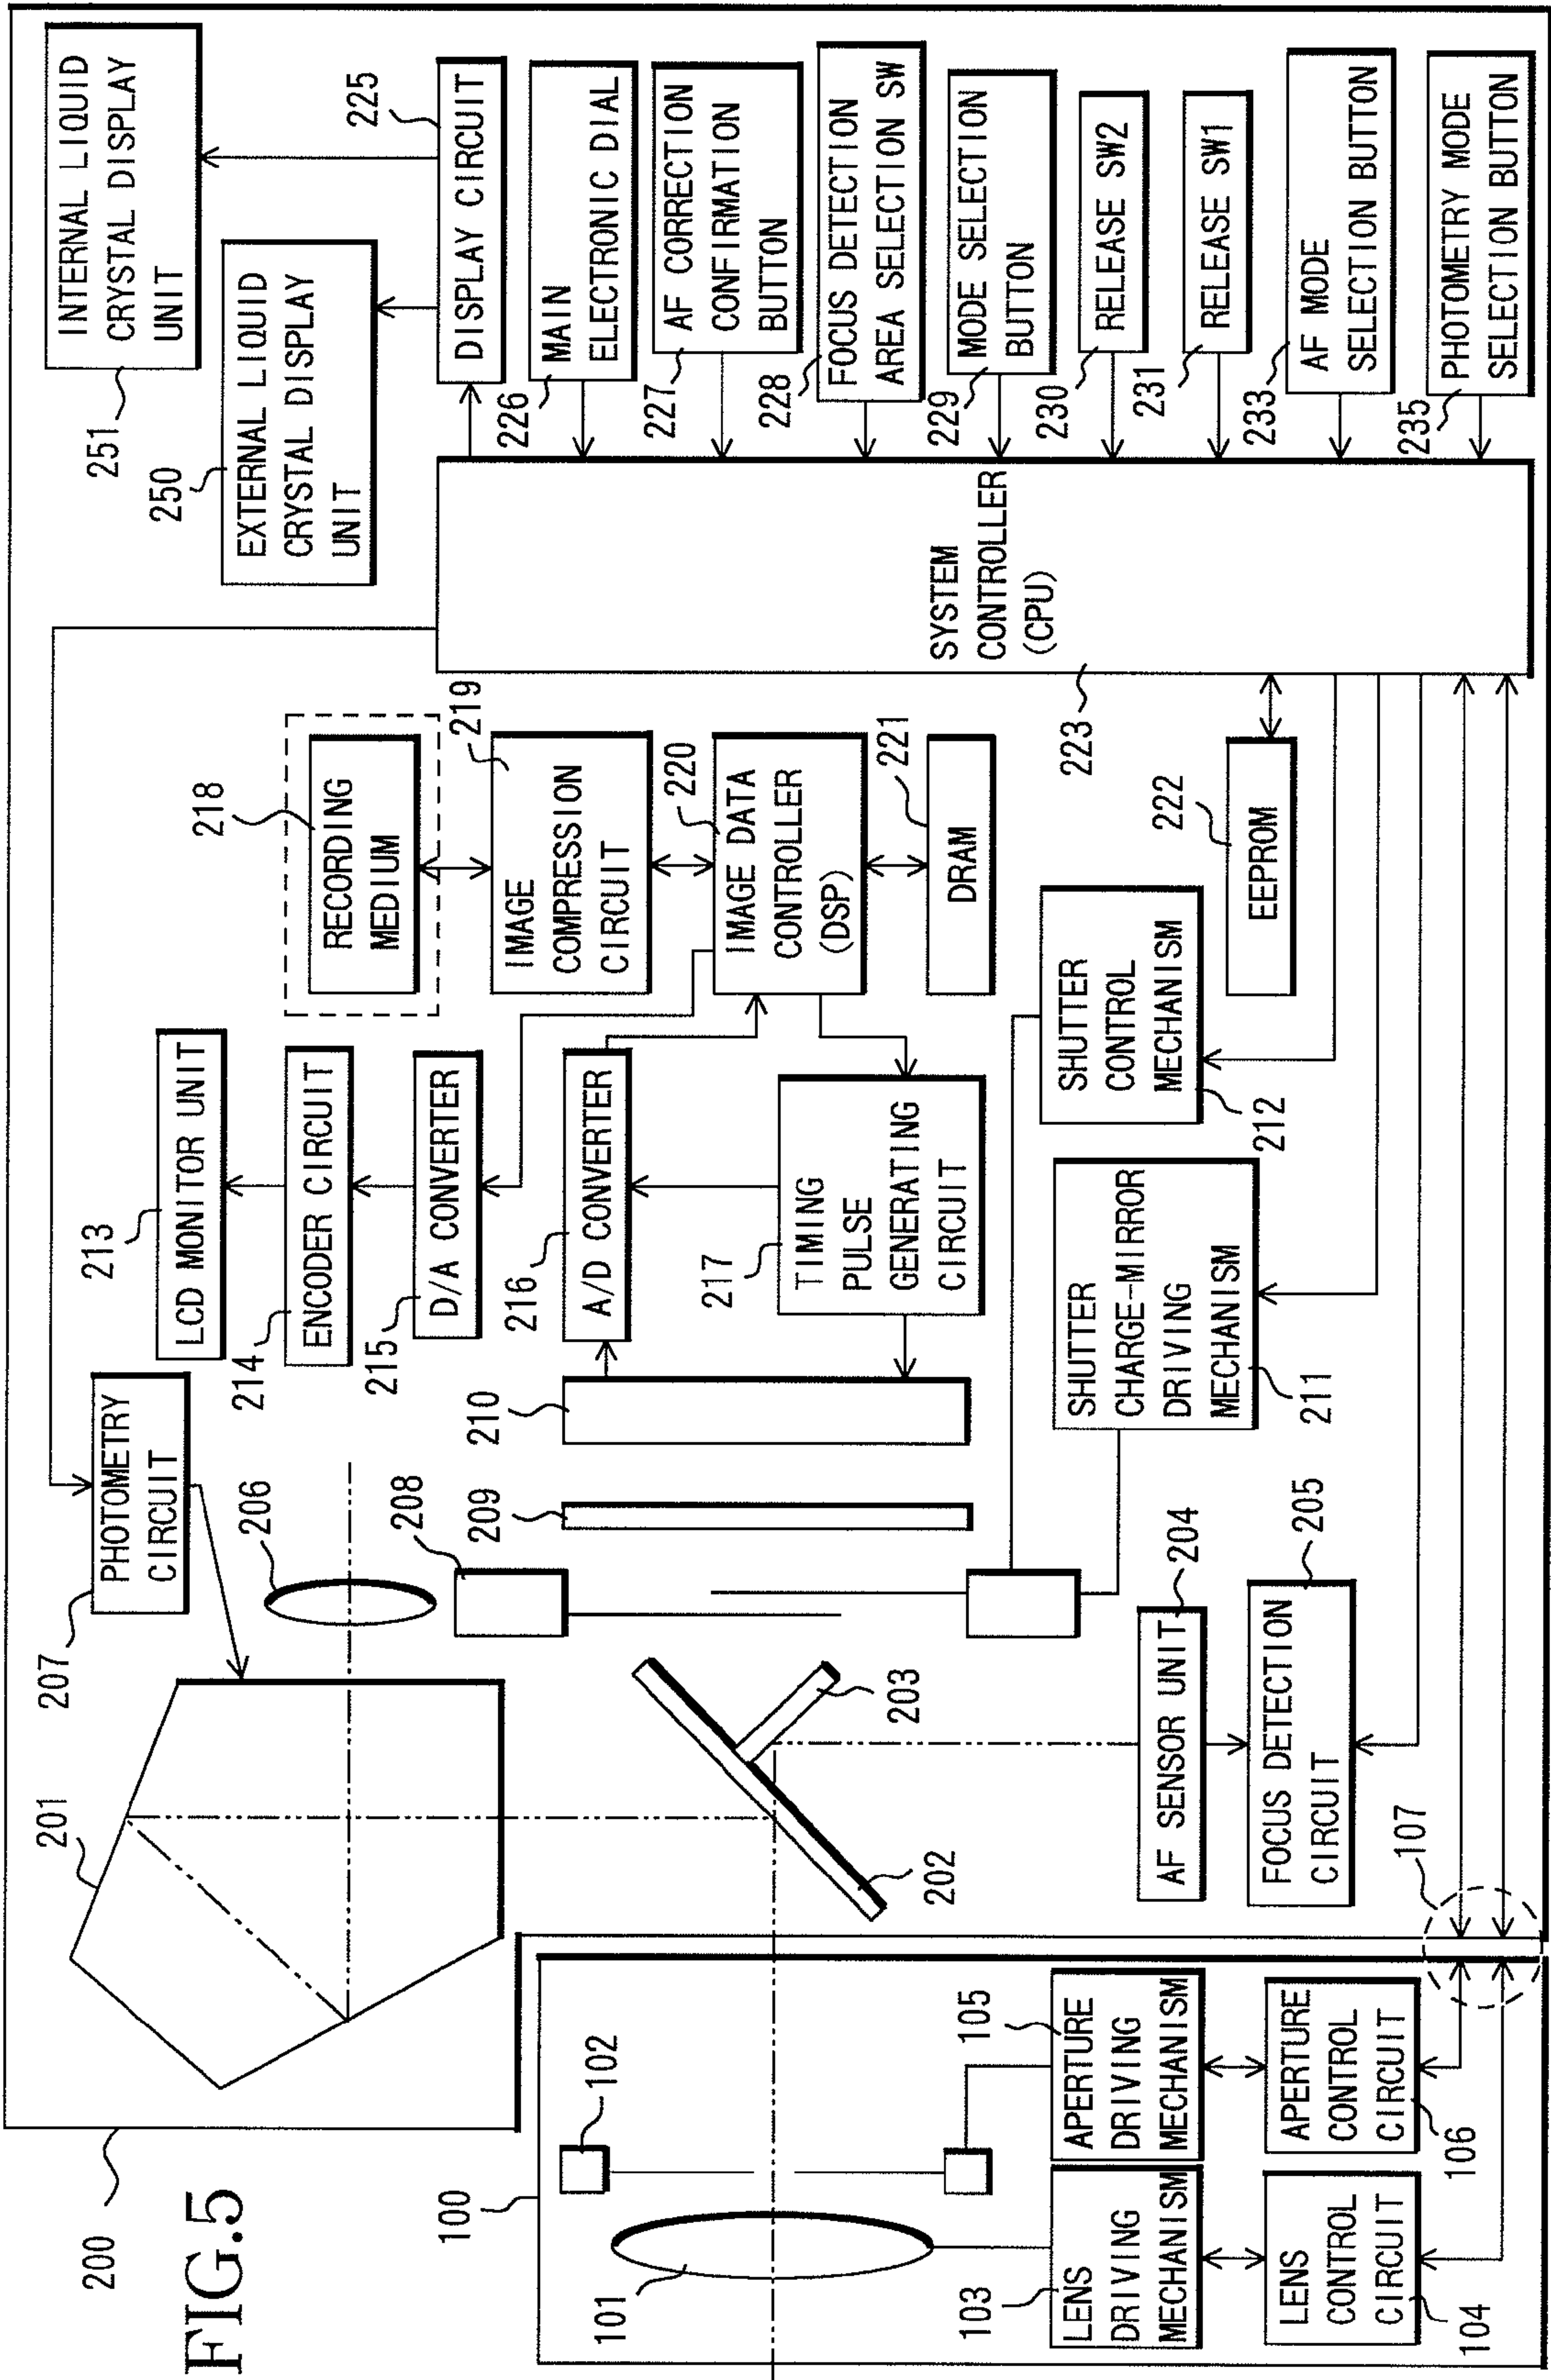 FIG.5
200
201
207
PHOTOMETRY
CIRCUIT
206
213
LCD MONITOR UNIT
214
ENCODER CIRCUIT
215
D/A CONVERTER
216
A/D CONVERTER
217
TIMING
PULSE
GENERATING
CIRCUIT
218
RECORDING
MEDIUM
219
IMAGE
COMPRESSION
CIRCUIT
220
IMAGE DATA
CONTROLLER
(DSP)
221
DRAM
222
EEPROM
251
INTERNAL LIQUID
CRYSTAL DISPLAY
UNIT
250
EXTERNAL LIQUID
CRYSTAL DISPLAY
UNIT
225
DISPLAY CIRCUIT
226
MAIN
ELECTRONIC DIAL
227
AF CORRECTION
CONFIRMATION
BUTTON
228
FOCUS DETECTION
AREA SELECTION SW
229
MODE SELECTION
BUTTON
230
RELEASE SW2
231
RELEASE SW1
233
AF MODE
SELECTION BUTTON
235
PHOTOMETRY MODE
SELECTION BUTTON
SYSTEM
CONTROLLER
(CPU)
223
208
209
210
203
202
204
AF SENSOR UNIT
205
FOCUS DETECTION
CIRCUIT
SHUTTER
CHARGE-MIRROR
DRIVING
MECHANISM
211
SHUTTER
CONTROL
MECHANISM
212
100
101
102
103
LENS
DRIVING
MECHANISM
105
APERTURE
DRIVING
MECHANISM
LENS
CONTROL
CIRCUIT
104
APERTURE
CONTROL
CIRCUIT
106
107